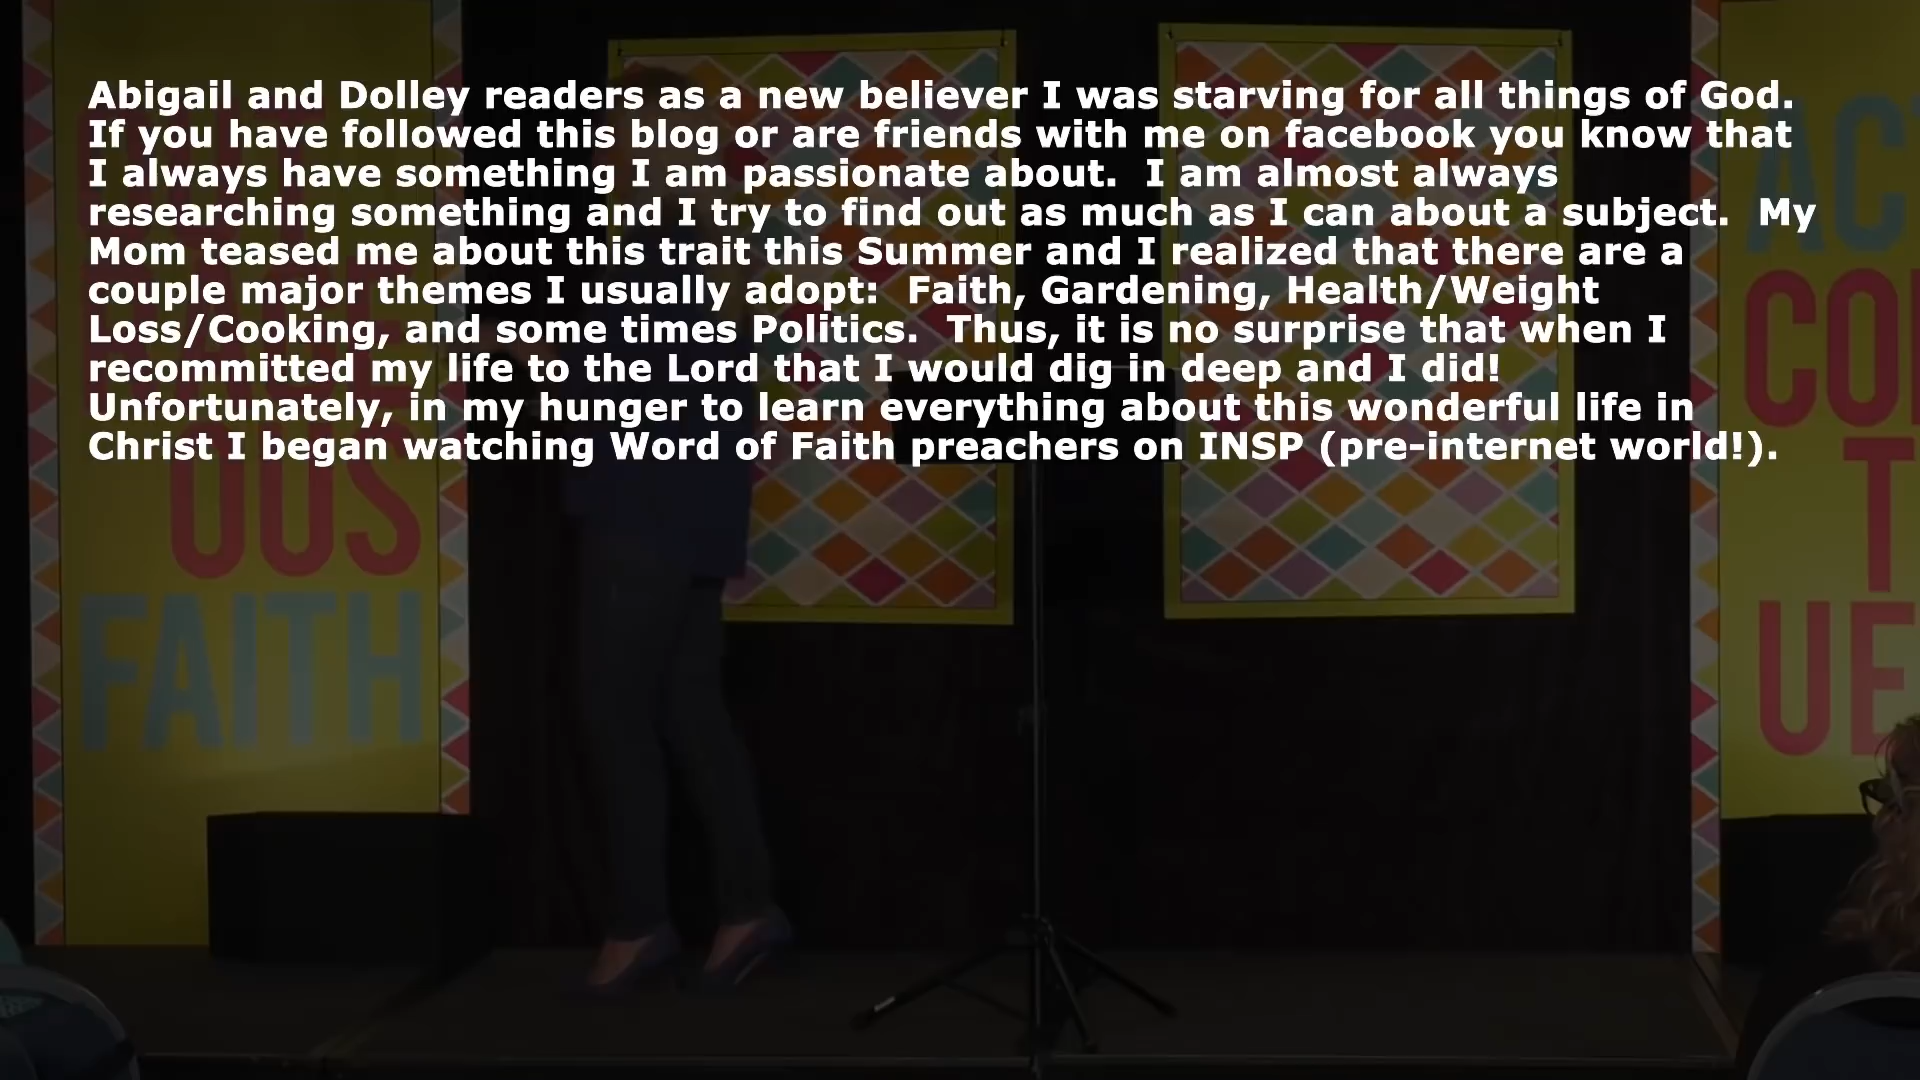 Abigail and Dolley readers as a new believer I was starving for all things of God.
If you have followed this blog or are friends with me on facebook you know that
I always have something I am passionate about.  I am almost always
researching something and I try to find out as much as I can about a subject.  My
Mom teased me about this trait this Summer and I realized that there are a
couple major themes I usually adopt:  Faith, Gardening, Health/Weight
Loss/Cooking, and some times Politics.  Thus, it is no surprise that when I
recommitted my life to the Lord that I would dig in deep and I did!
Unfortunately, in my hunger to learn everything about this wonderful life in
Christ I began watching Word of Faith preachers on INSP (pre-internet world!).
OUS
FAITH
AC
CO
T
UE